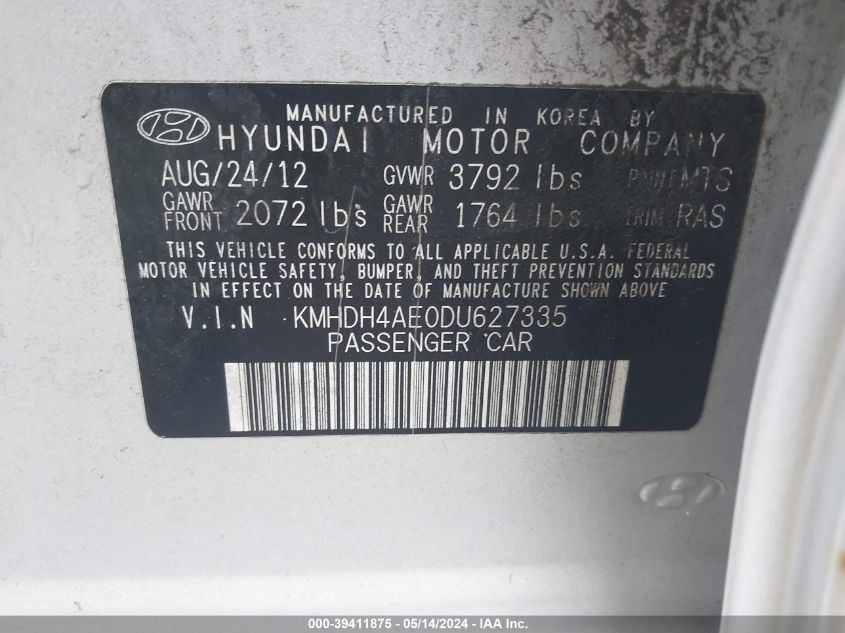 MANUFACTURED IN KOREA BY
HYUNDAI MOTOR COMPANY
AUG/24/12 GVWR 3792 lbs PAINT MTS
GAWR FRONT 2072 lbs GAWR REAR 1764 lbs TRIM RAS
THIS VEHICLE CONFORMS TO ALL APPLICABLE U.S.A. FEDERAL
MOTOR VEHICLE SAFETY, BUMPER, AND THEFT PREVENTION STANDARDS
IN EFFECT ON THE DATE OF MANUFACTURE SHOWN ABOVE
V.I.N KMHDH4AE0DU627335
PASSENGER CAR
000-39411875 - 05/14/2024 - IAA Inc.